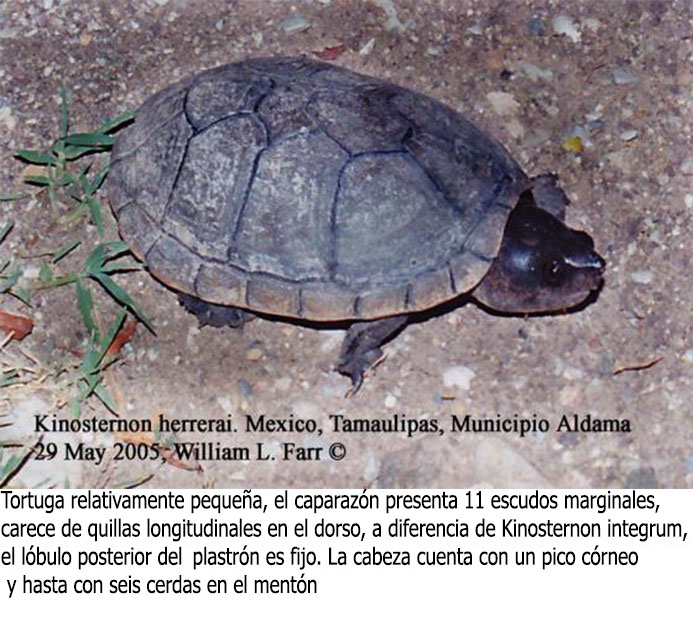 Kinosternon herrerai. Mexico, Tamaulipas, Municipio Aldama
29 May 2005, William L. Farr ©
Tortuga relativamente pequeña, el caparazón presenta 11 escudos marginales,
carece de quillas longitudinales en el dorso, a diferencia de Kinosternon integrum,
el lóbulo posterior del plastrón es fijo. La cabeza cuenta con un pico córneo
y hasta con seis cerdas en el mentón